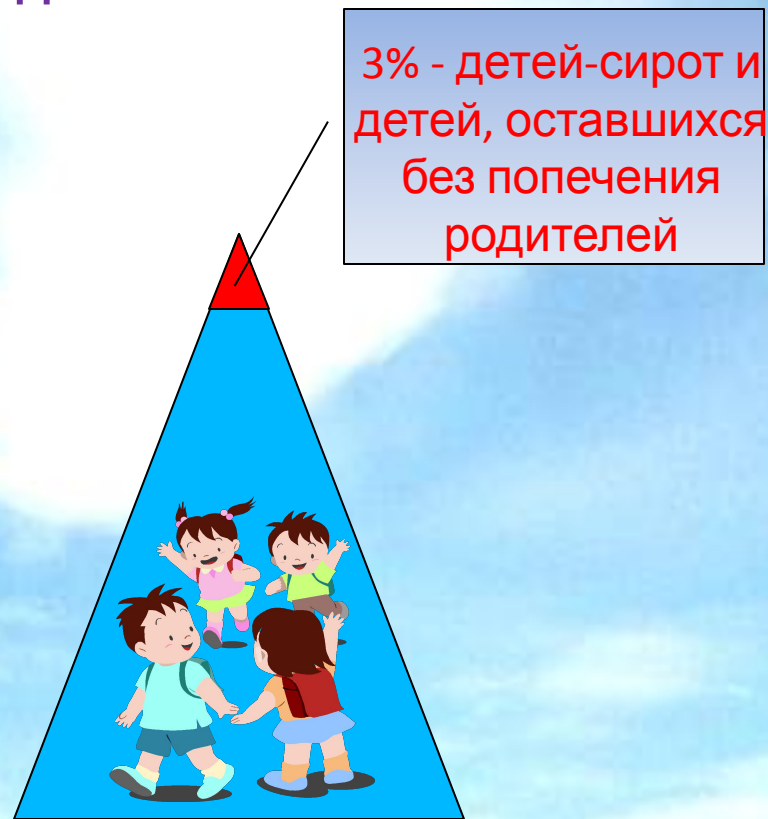 3% - детей-сирот и
детей, оставшихся
без попечения
родителей